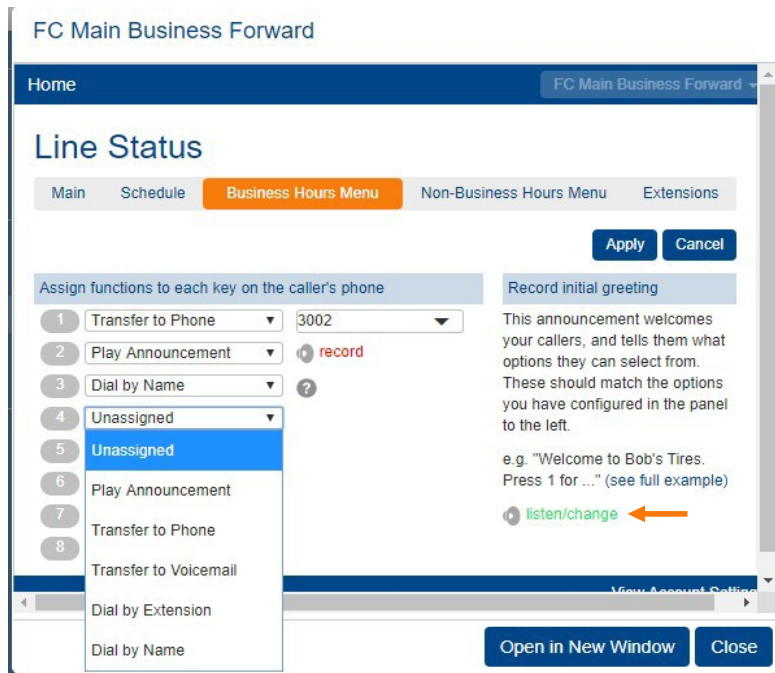 FC Main Business Forward
Home
FC Main Business Forward
Line Status
Main Schedule Business Hours Menu Non-Business Hours Menu Extensions
Apply Cancel
Assign functions to each key on the caller's phone
1 Transfer to Phone 3002
2 Play Announcement record
3 Dial by Name ?
4 Unassigned
5
6
7
8
Unassigned
Play Announcement
Transfer to Phone
Transfer to Voicemail
Dial by Extension
Dial by Name
Record initial greeting
This announcement welcomes
your callers, and tells them what
options they can select from.
These should match the options
you have configured in the panel
to the left.
e.g. "Welcome to Bob's Tires.
Press 1 for ..." (see full example)
listen/change
View Account
Open in New Window Close